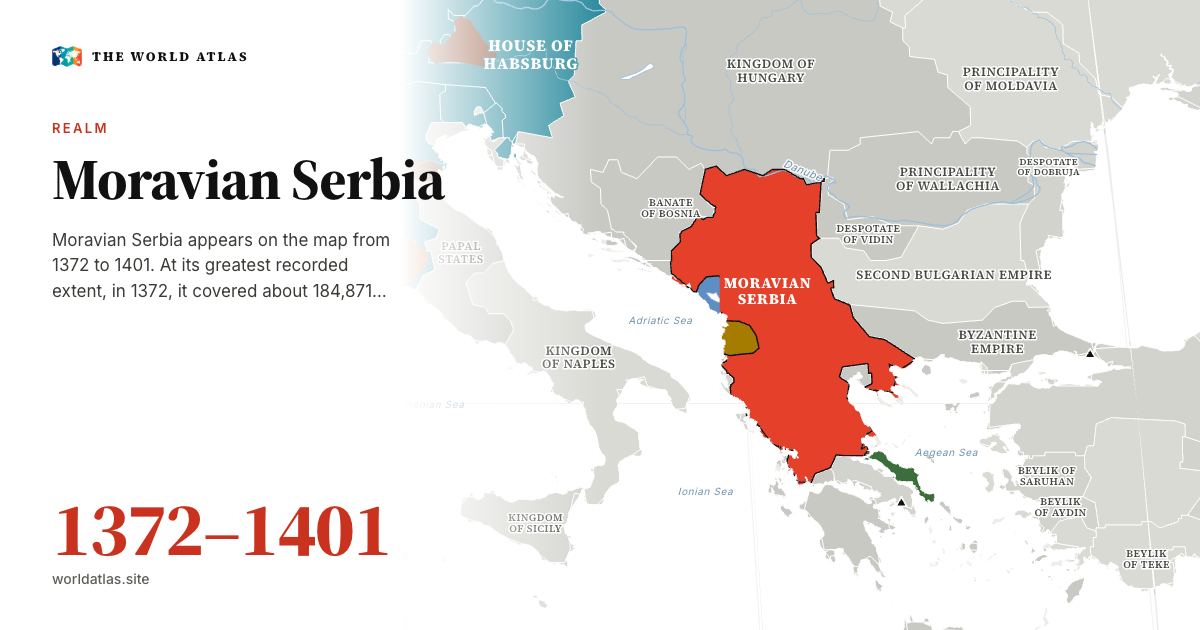 THE WORLD ATLAS
REALM
Moravian Serbia
Moravian Serbia appears on the map from
1372 to 1401. At its greatest recorded
extent, in 1372, it covered about 184,871...
1372–1401
worldatlas.site
HOUSE OF
HABSBURG
KINGDOM OF
HUNGARY
PRINCIPALITY
OF MOLDAVIA
Danube
PRINCIPALITY
OF WALLACHIA
DESPOTATE
OF DOBRUJA
BANATE
OF BOSNIA
DESPOTATE
OF VIDIN
PAPAL
STATES
MORAVIAN
SERBIA
SECOND BULGARIAN EMPIRE
Adriatic Sea
BYZANTINE
EMPIRE
KINGDOM
OF NAPLES
Aegean Sea
BEYLIK OF
SARUHAN
Ionian Sea
BEYLIK
OF AYDIN
KINGDOM
OF SICILY
BEYLIK
OF TEKE